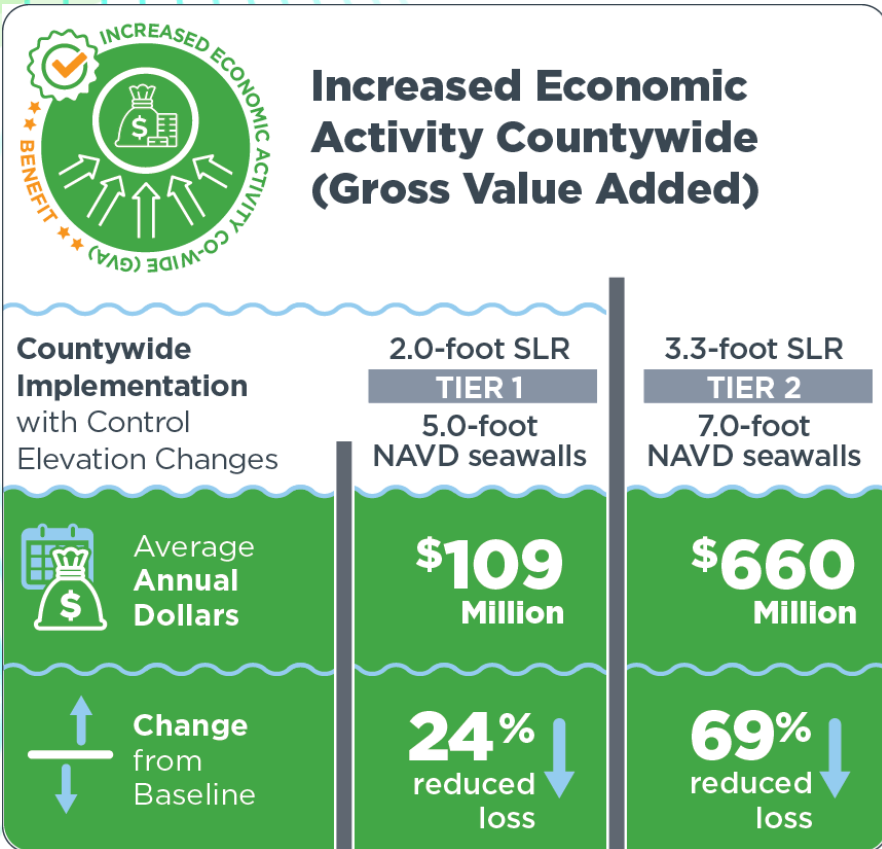 INCREASED ECONOMIC ACTIVITY CO-WIDE (GVA)
BENEFIT
$
Increased Economic
Activity Countywide
(Gross Value Added)
Countywide
Implementation
with Control
Elevation Changes
2.0-foot SLR
TIER 1
5.0-foot
NAVD seawalls
3.3-foot SLR
TIER 2
7.0-foot
NAVD seawalls
$
Average
Annual
Dollars
$109
Million
$660
Million
Change
from
Baseline
24%
reduced
loss
69%
reduced
loss